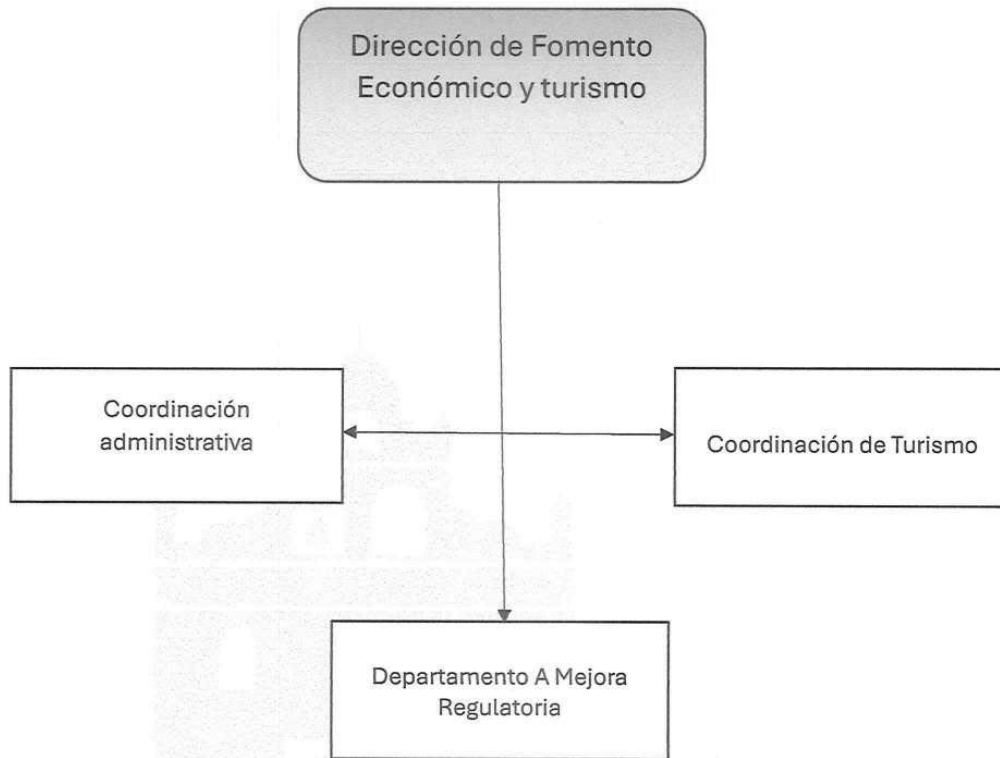 Dirección de Fomento
Económico y turismo
Coordinación
administrativa
Coordinación de Turismo
Departamento A Mejora
Regulatoria